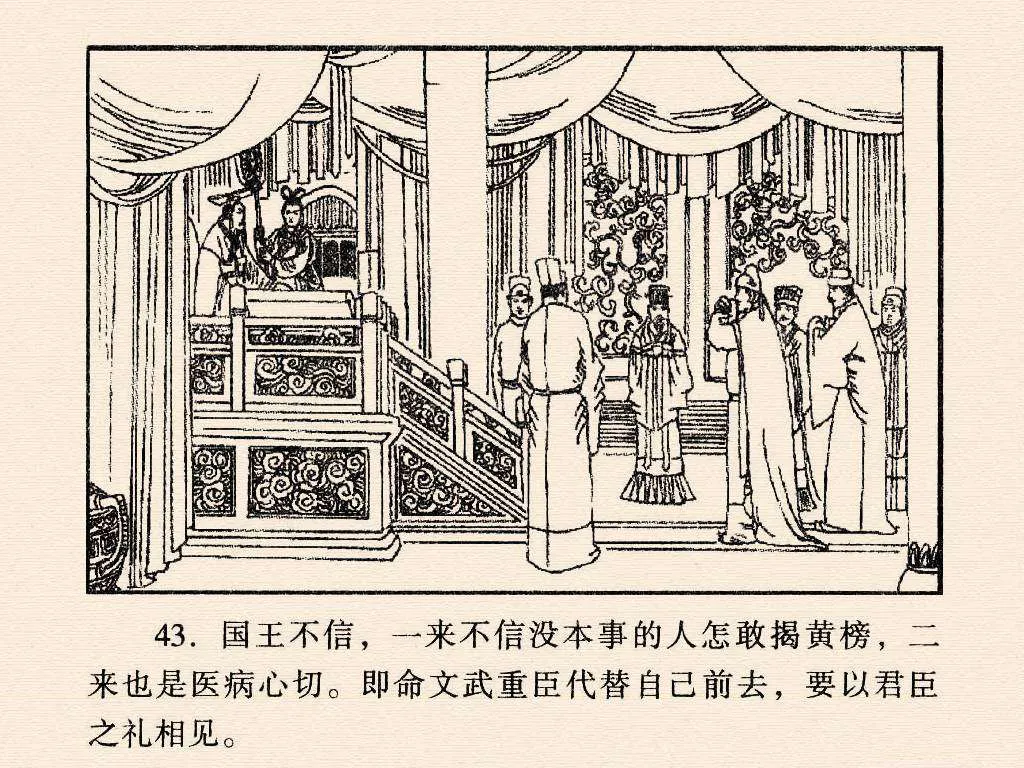 43. 国王不信，一来不信没本事的人怎敢揭黄榜，二
来也是医病心切。即命文武重臣代替自己前去，要以君臣
之礼相见。